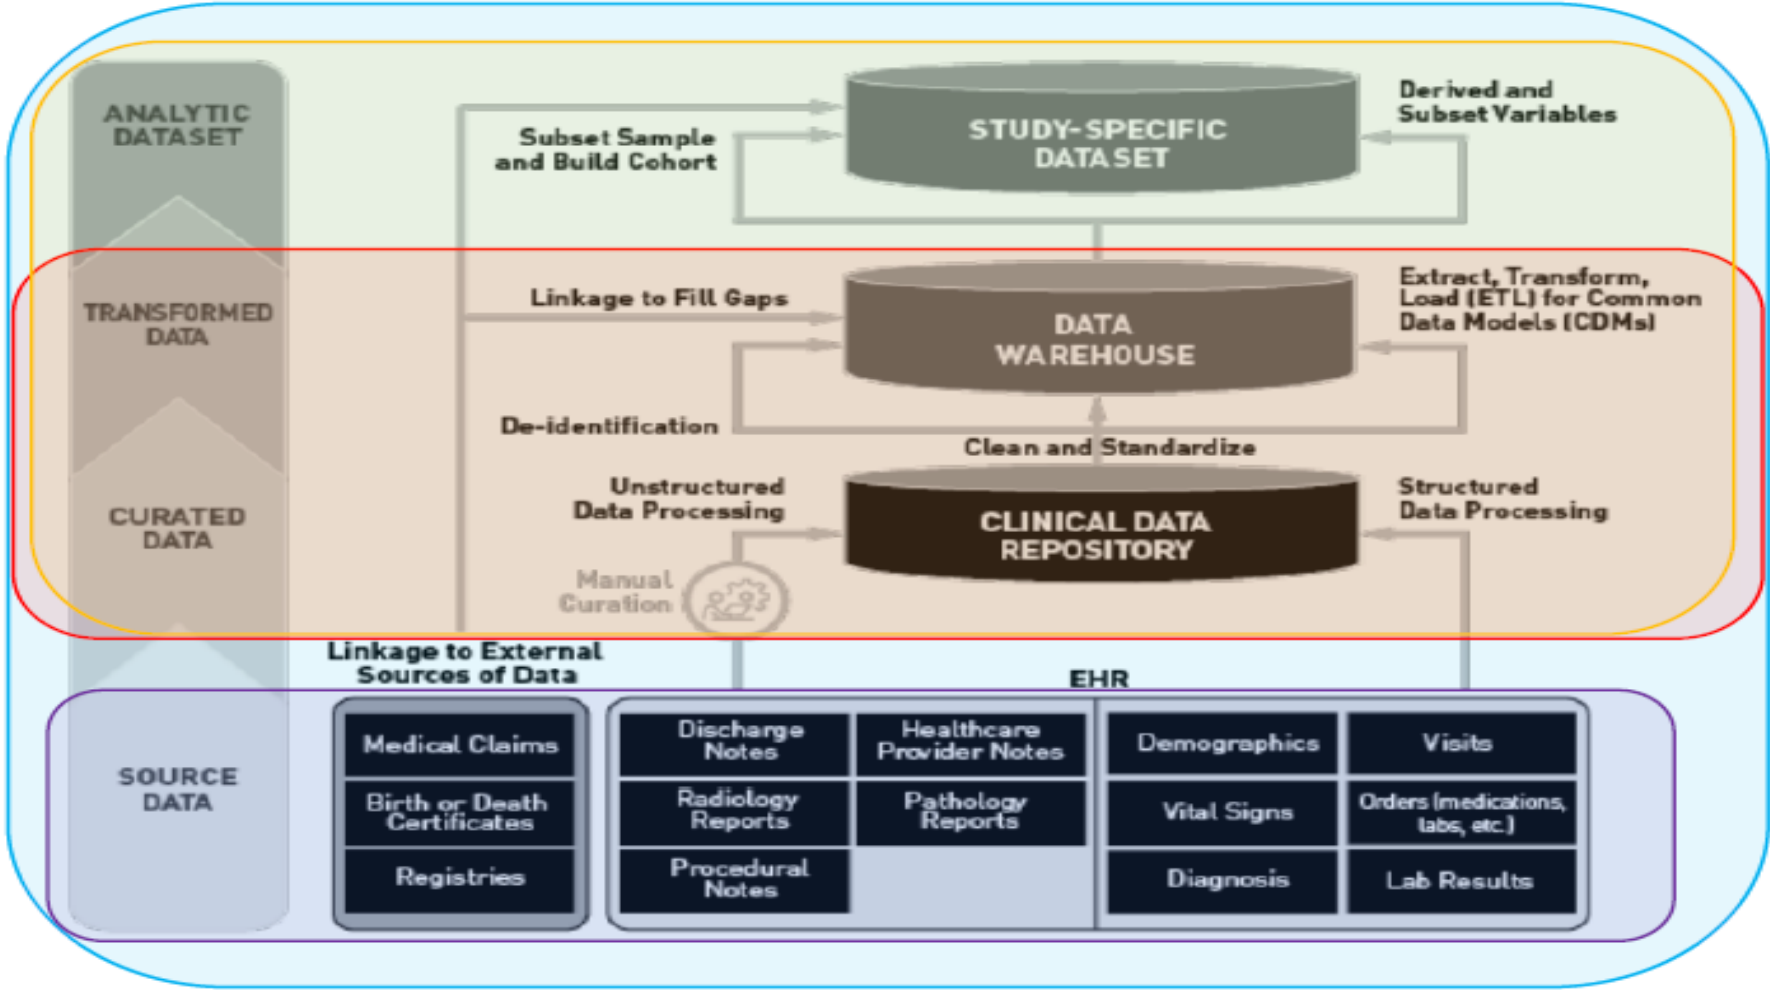 ANALYTIC
DATASET
Subset Sample
and Build Cohort
STUDY-SPECIFIC
DATASET
Derived and
Subset Variables
TRANSFORMED
DATA
Linkage to Fill Gaps
DATA
WAREHOUSE
Extract, Transform,
Load (ETL) for Common
Data Models (CDMs)
De-identification
Clean and Standardize
CURATED
DATA
Unstructured
Data Processing
CLINICAL DATA
REPOSITORY
Structured
Data Processing
Manual
Curation
Linkage to External
Sources of Data
EHR
SOURCE
DATA
Medical Claims
Birth or Death
Certificates
Registries
Discharge
Notes
Healthcare
Provider Notes
Radiology
Reports
Pathology
Reports
Procedural
Notes
Demographics
Visits
Vital Signs
Orders (medications,
labs, etc.)
Diagnosis
Lab Results